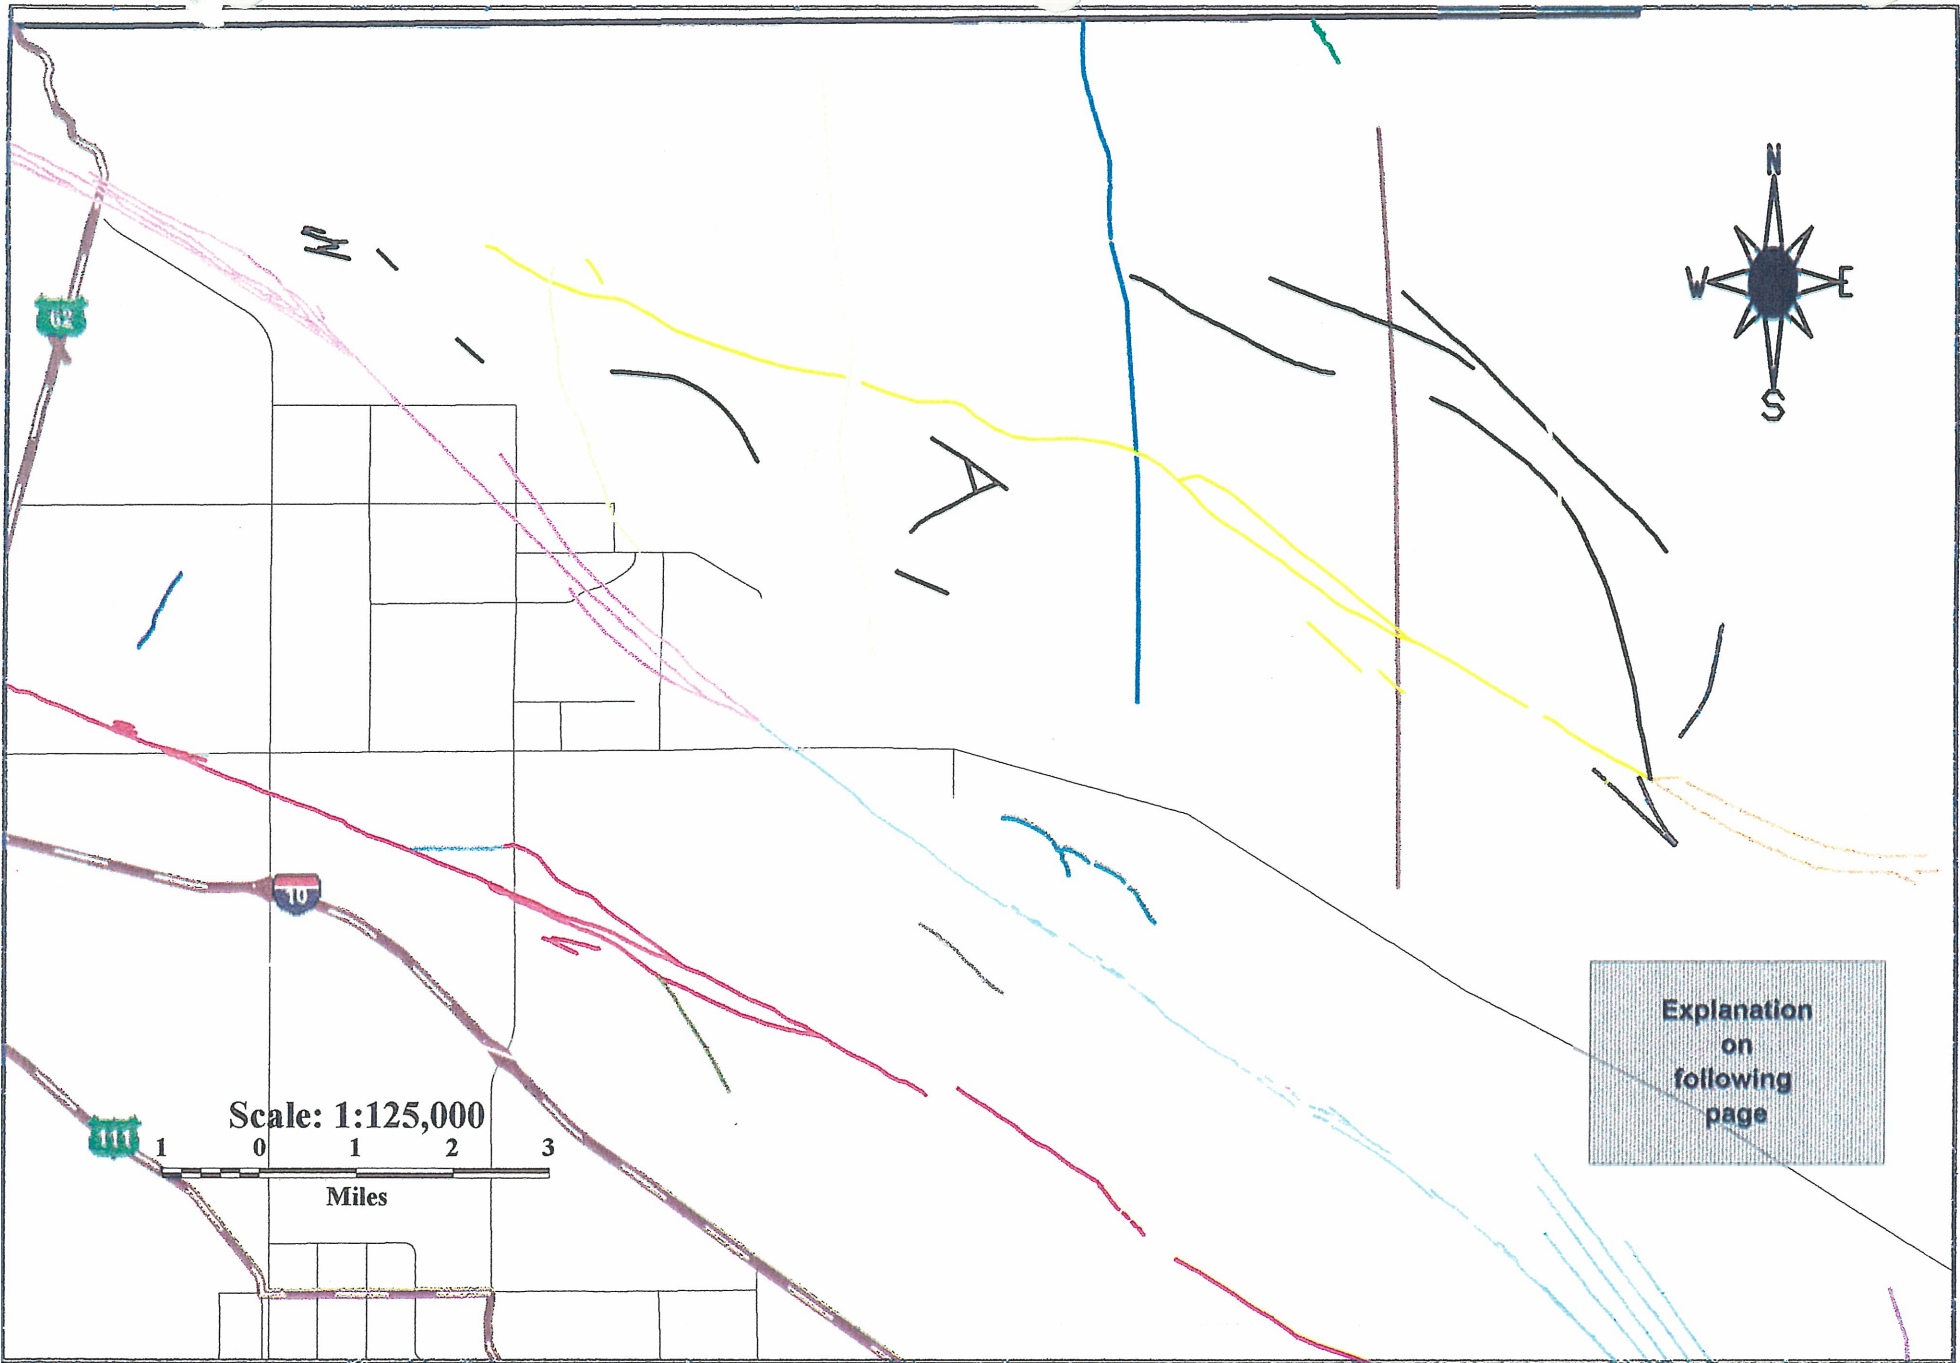 N
W E
S
62
10
Explanation
on
following
page
Scale: 1:125,000
111
1 0 1 2 3
Miles